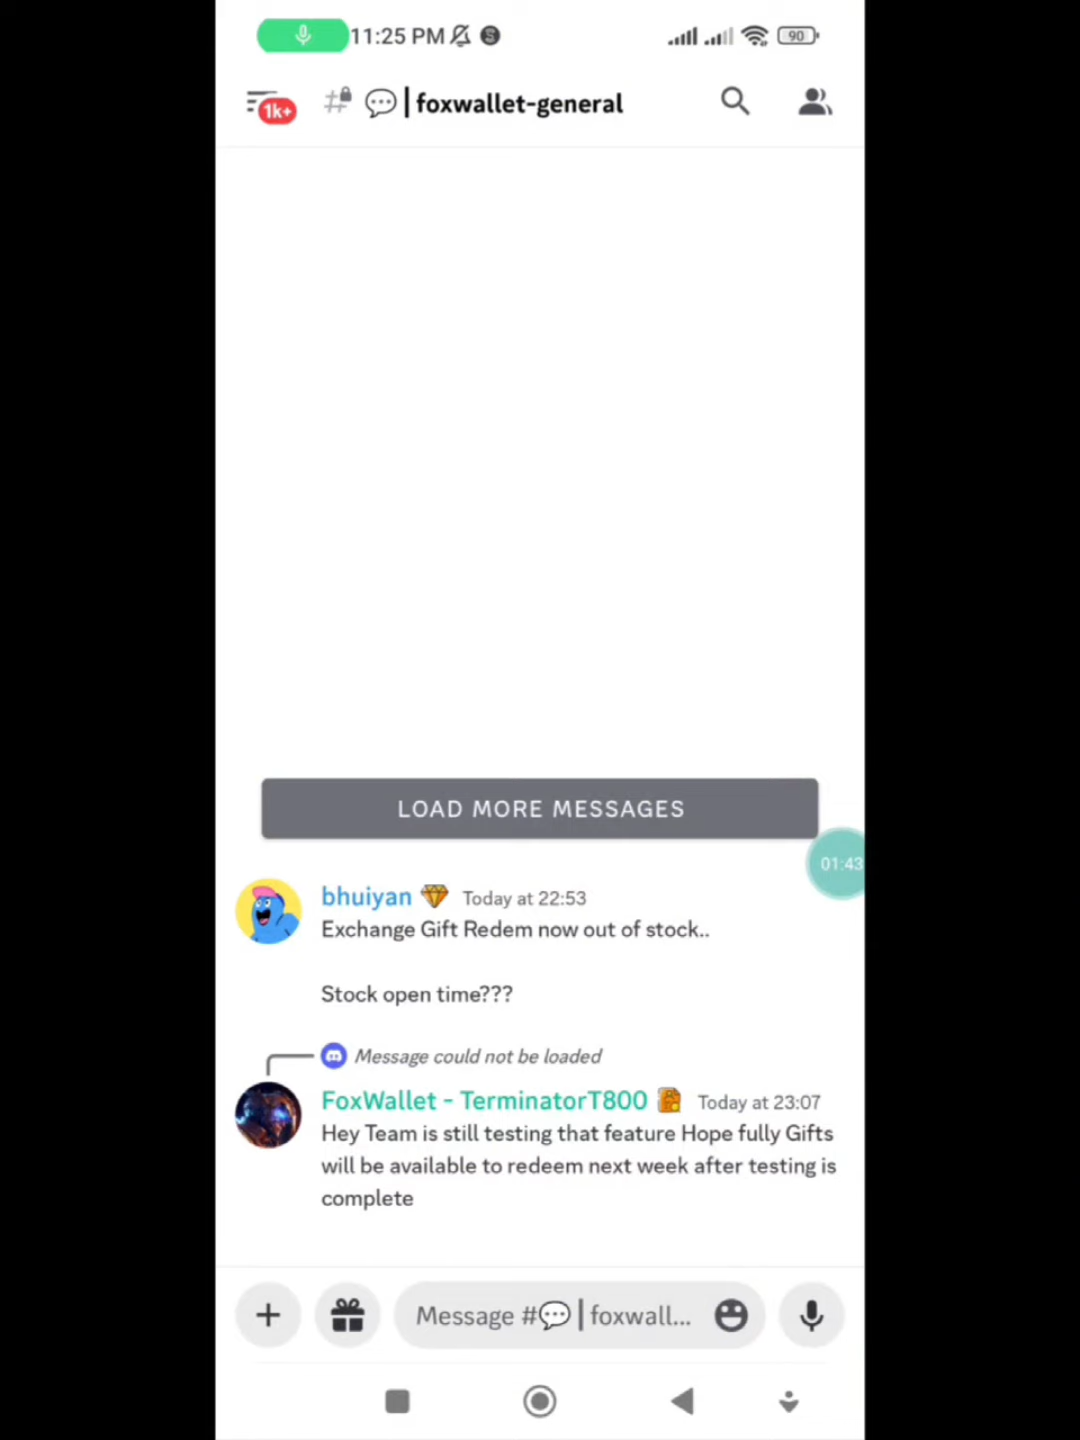 11:25 PM
90
1k+
# 💬 | foxwallet-general
LOAD MORE MESSAGES
01:43
bhuiyan Today at 22:53
Exchange Gift Redem now out of stock..
Stock open time???
Message could not be loaded
FoxWallet - TerminatorT800 Today at 23:07
Hey Team is still testing that feature Hope fully Gifts
will be available to redeem next week after testing is
complete
Message #💬 | foxwall...